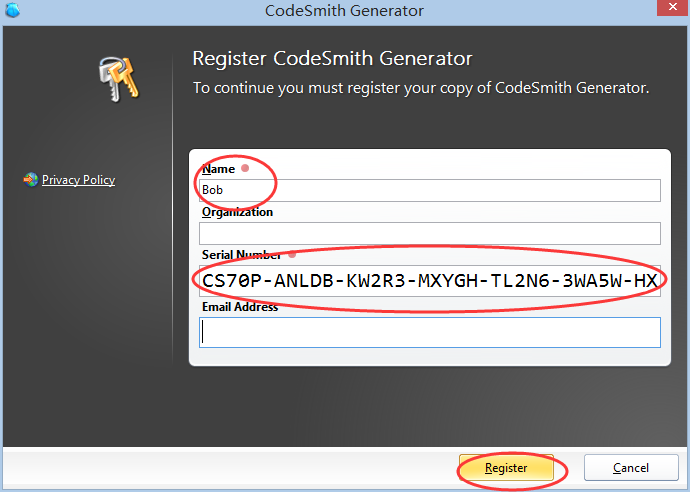 CodeSmith Generator
Register CodeSmith Generator
To continue you must register your copy of CodeSmith Generator.
Privacy Policy
Name
Bob
Organization
Serial Number
CS70P-ANLDB-KW2R3-MXYGH-TL2N6-3WA5W-HX
Email Address
Register
Cancel